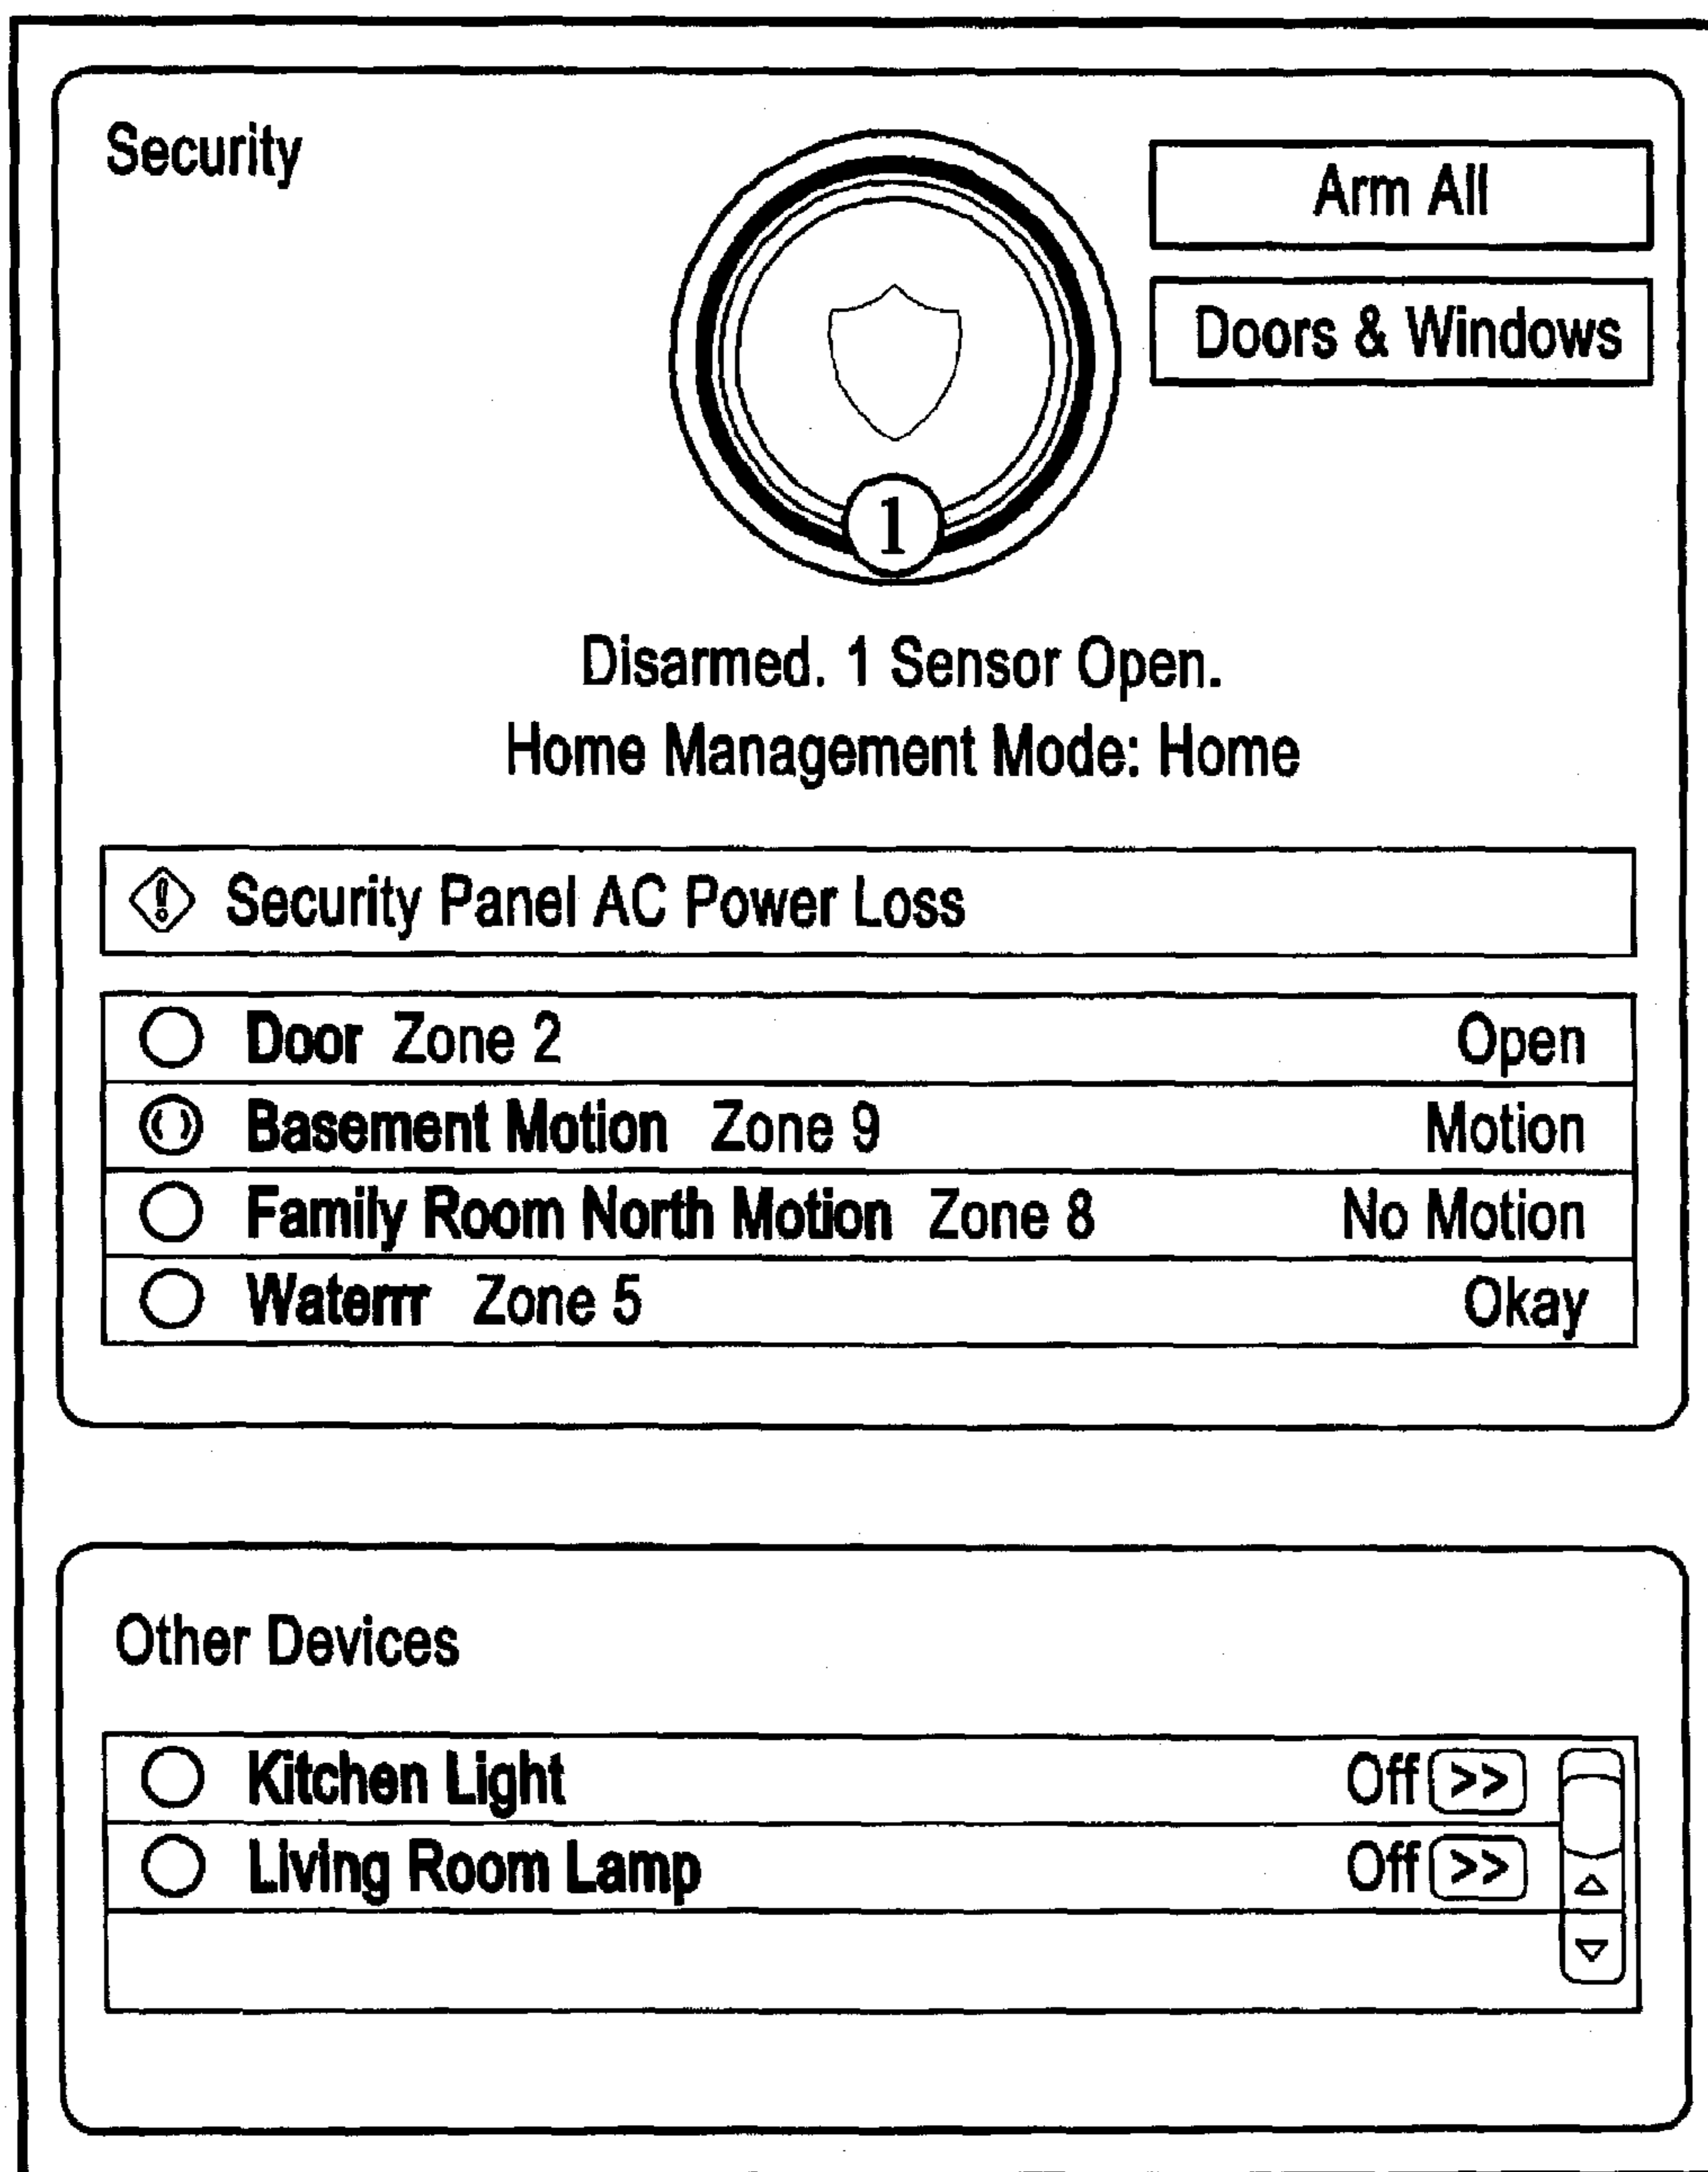 Security
Arm All
Doors & Windows
1
Disarmed. 1 Sensor Open.
Home Management Mode: Home
! Security Panel AC Power Loss
Door Zone 2 Open
Basement Motion Zone 9 Motion
Family Room North Motion Zone 8 No Motion
Waterrr Zone 5 Okay
Other Devices
Kitchen Light Off >>
Living Room Lamp Off >>